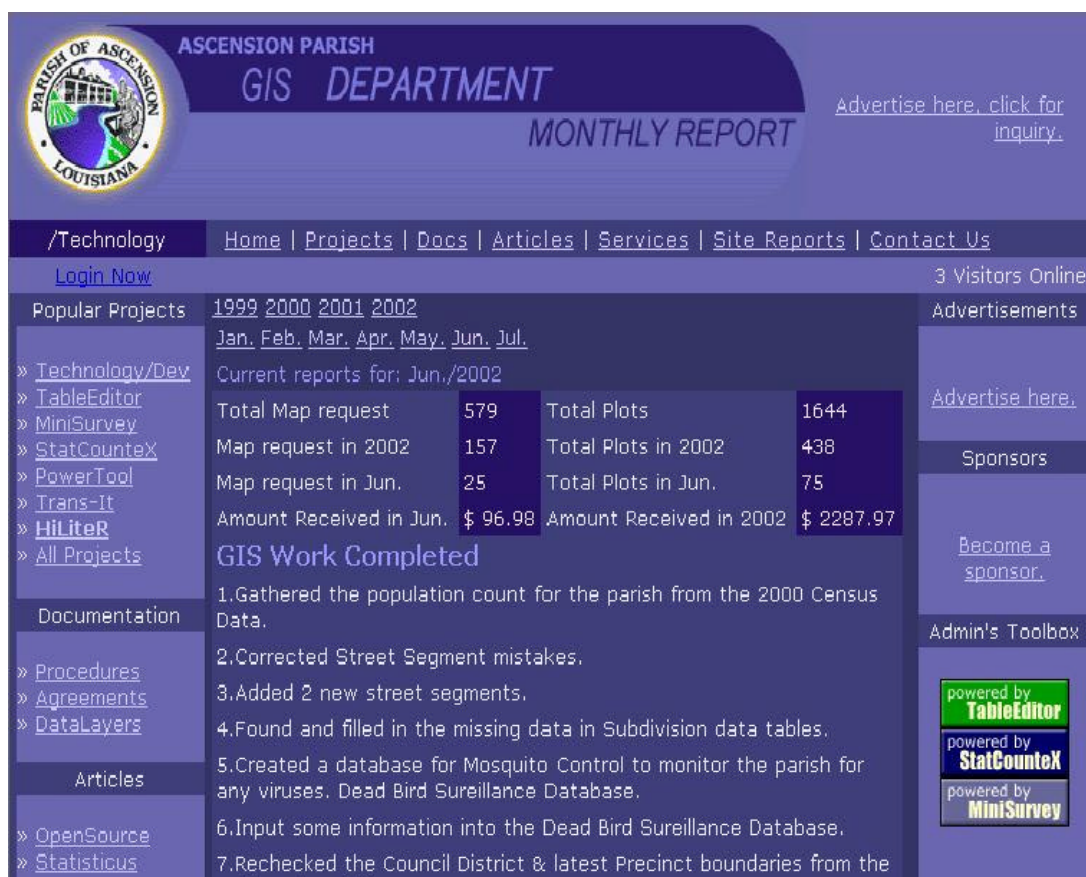 PARISH OF ASCENSION
LOUISIANA
ASCENSION PARISH
GIS DEPARTMENT
MONTHLY REPORT
Advertise here, click for
inquiry.
/Technology
Home | Projects | Docs | Articles | Services | Site Reports | Contact Us
Login Now
3 Visitors Online
Popular Projects
» Technology/Dev
» TableEditor
» MiniSurvey
» StatCounteX
» PowerTool
» Trans-It
» HiLiteR
» All Projects
Documentation
» Procedures
» Agreements
» DataLayers
Articles
» OpenSource
» Statisticus
1999 2000 2001 2002
Jan. Feb. Mar. Apr. May. Jun. Jul.
Current reports for: Jun./2002
Total Map request 579 Total Plots 1644
Map request in 2002 157 Total Plots in 2002 438
Map request in Jun. 25 Total Plots in Jun. 75
Amount Received in Jun. $ 96.98 Amount Received in 2002 $ 2287.97
GIS Work Completed
1.Gathered the population count for the parish from the 2000 Census
Data.
2.Corrected Street Segment mistakes.
3.Added 2 new street segments.
4.Found and filled in the missing data in Subdivision data tables.
5.Created a database for Mosquito Control to monitor the parish for
any viruses. Dead Bird Sureillance Database.
6.Input some information into the Dead Bird Sureillance Database.
7.Rechecked the Council District & latest Precinct boundaries from the
Advertisements
Advertise here.
Sponsors
Become a
sponsor.
Admin's Toolbox
powered by
TableEditor
powered by
StatCounteX
powered by
MiniSurvey